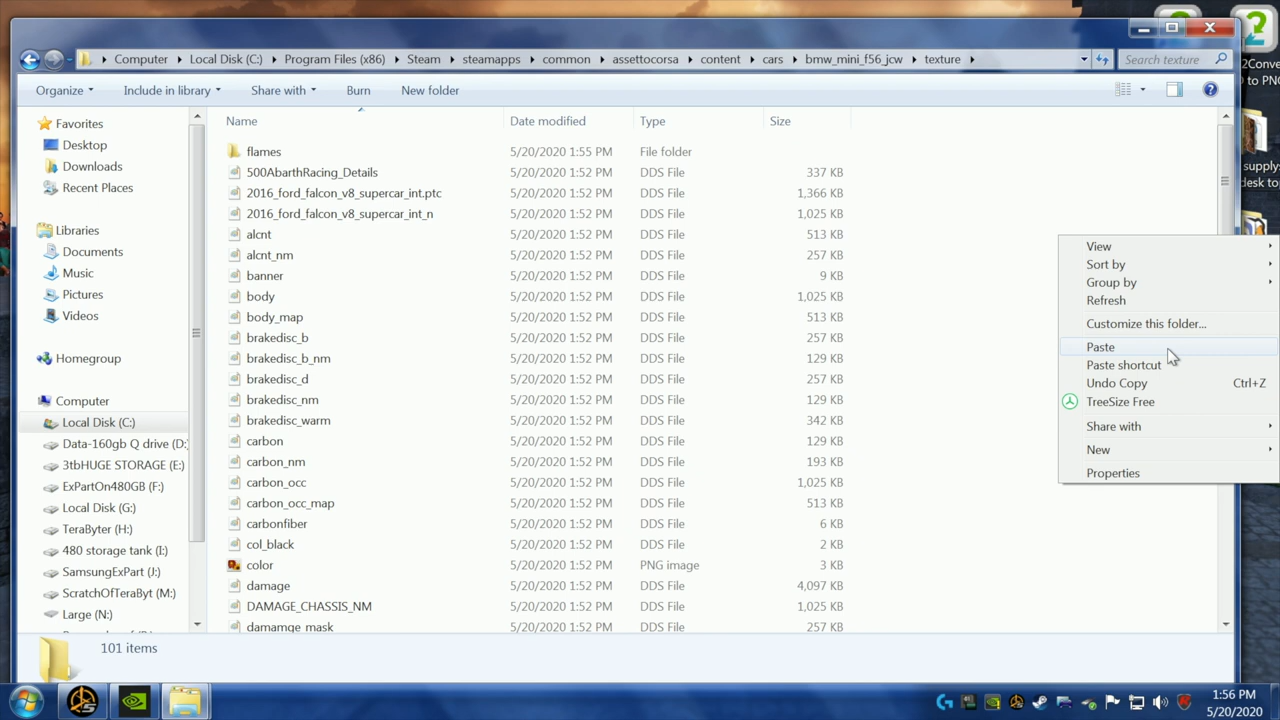 Computer Local Disk (C:) Program Files (x86) Steam steamapps common assettocorsa content cars bmw_mini_f56_jcw texture Search texture
2Conve
to PNG
Organize Include in library Share with Burn New folder
Favorites
Desktop
Downloads
Recent Places
Libraries
Documents
Music
Pictures
Videos
Homegroup
Computer
Local Disk (C:)
Data-160gb Q drive (D:)
3tbHUGE STORAGE (E:)
ExPartOn480GB (F:)
Local Disk (G:)
TeraByter (H:)
480 storage tank (I:)
SamsungExPart (J:)
ScratchOfTeraByt (M:)
Large (N:)
Name Date modified Type Size
flames 5/20/2020 1:55 PM File folder
500AbarthRacing_Details 5/20/2020 1:52 PM DDS File 337 KB
2016_ford_falcon_v8_supercar_int.ptc 5/20/2020 1:52 PM DDS File 1,366 KB
2016_ford_falcon_v8_supercar_int_n 5/20/2020 1:52 PM DDS File 1,025 KB
alcnt 5/20/2020 1:52 PM DDS File 513 KB
alcnt_nm 5/20/2020 1:52 PM DDS File 257 KB
banner 5/20/2020 1:52 PM DDS File 9 KB
body 5/20/2020 1:52 PM DDS File 1,025 KB
body_map 5/20/2020 1:52 PM DDS File 513 KB
brakedisc_b 5/20/2020 1:52 PM DDS File 257 KB
brakedisc_b_nm 5/20/2020 1:52 PM DDS File 129 KB
brakedisc_d 5/20/2020 1:52 PM DDS File 257 KB
brakedisc_nm 5/20/2020 1:52 PM DDS File 129 KB
brakedisc_warm 5/20/2020 1:52 PM DDS File 342 KB
carbon 5/20/2020 1:52 PM DDS File 129 KB
carbon_nm 5/20/2020 1:52 PM DDS File 193 KB
carbon_occ 5/20/2020 1:52 PM DDS File 1,025 KB
carbon_occ_map 5/20/2020 1:52 PM DDS File 513 KB
carbonfiber 5/20/2020 1:52 PM DDS File 6 KB
col_black 5/20/2020 1:52 PM DDS File 2 KB
color 5/20/2020 1:52 PM PNG image 3 KB
damage 5/20/2020 1:52 PM DDS File 4,097 KB
DAMAGE_CHASSIS_NM 5/20/2020 1:52 PM DDS File 1,025 KB
damamge_mask 5/20/2020 1:52 PM DDS File 257 KB
supply
desk to
View
Sort by
Group by
Refresh
Customize this folder...
Paste
Paste shortcut
Undo Copy Ctrl+Z
TreeSize Free
Share with
New
Properties
101 items
1:56 PM
5/20/2020